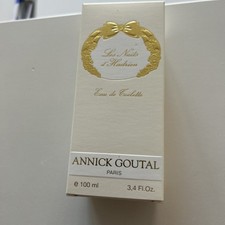 Les Nuits
d'Hadrien
Eau de Toilette
ANNICK GOUTAL
PARIS
℮ 100 ml 3,4 Fl.Oz.